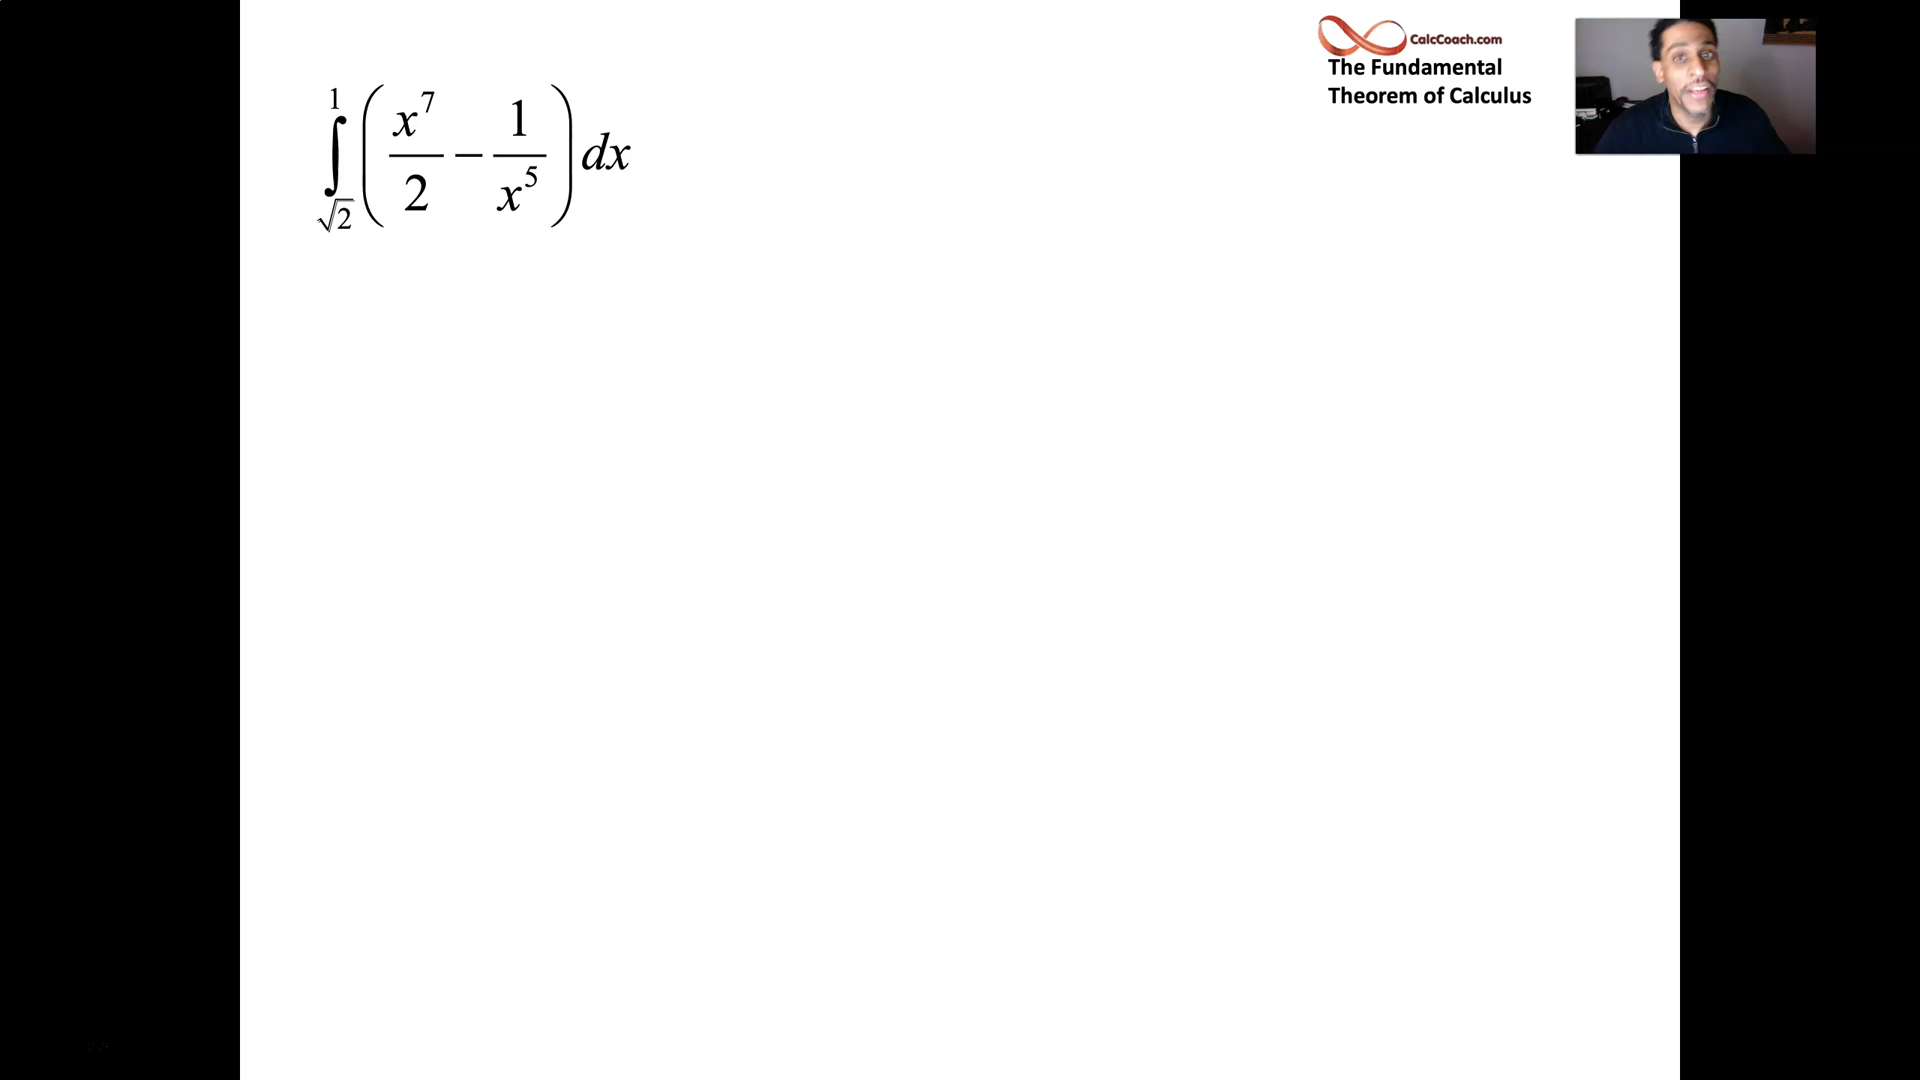 ∫_{√2}^{1} (x^7/2 − 1/x^5) dx
CalcCoach.com
The Fundamental
Theorem of Calculus